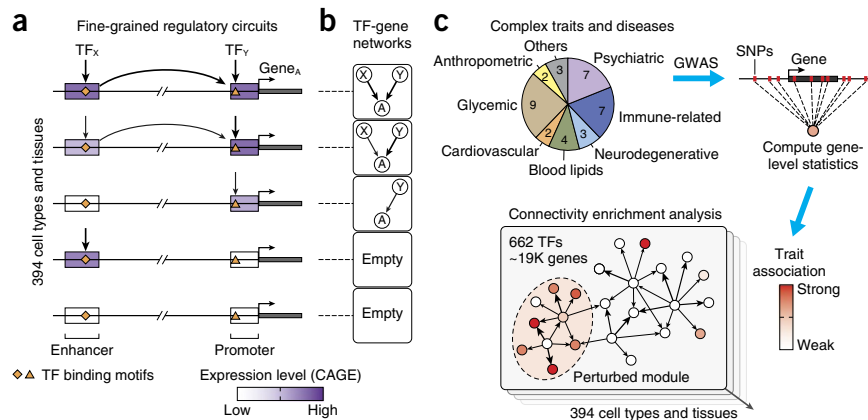 a
Fine-grained regulatory circuits
TFX
TFY
GeneA
394 cell types and tissues
Enhancer
Promoter
TF binding motifs
Expression level (CAGE)
Low
High
b
TF-gene
networks
X
Y
A
X
Y
A
Y
A
Empty
Empty
c
Complex traits and diseases
Others
Anthropometric
Psychiatric
Glycemic
Immune-related
Cardiovascular
Neurodegenerative
Blood lipids
3
2
7
9
7
2
4
3
GWAS
SNPs
Gene
Compute gene-
level statistics
Connectivity enrichment analysis
662 TFs
~19K genes
Perturbed module
394 cell types and tissues
Trait
association
Strong
Weak